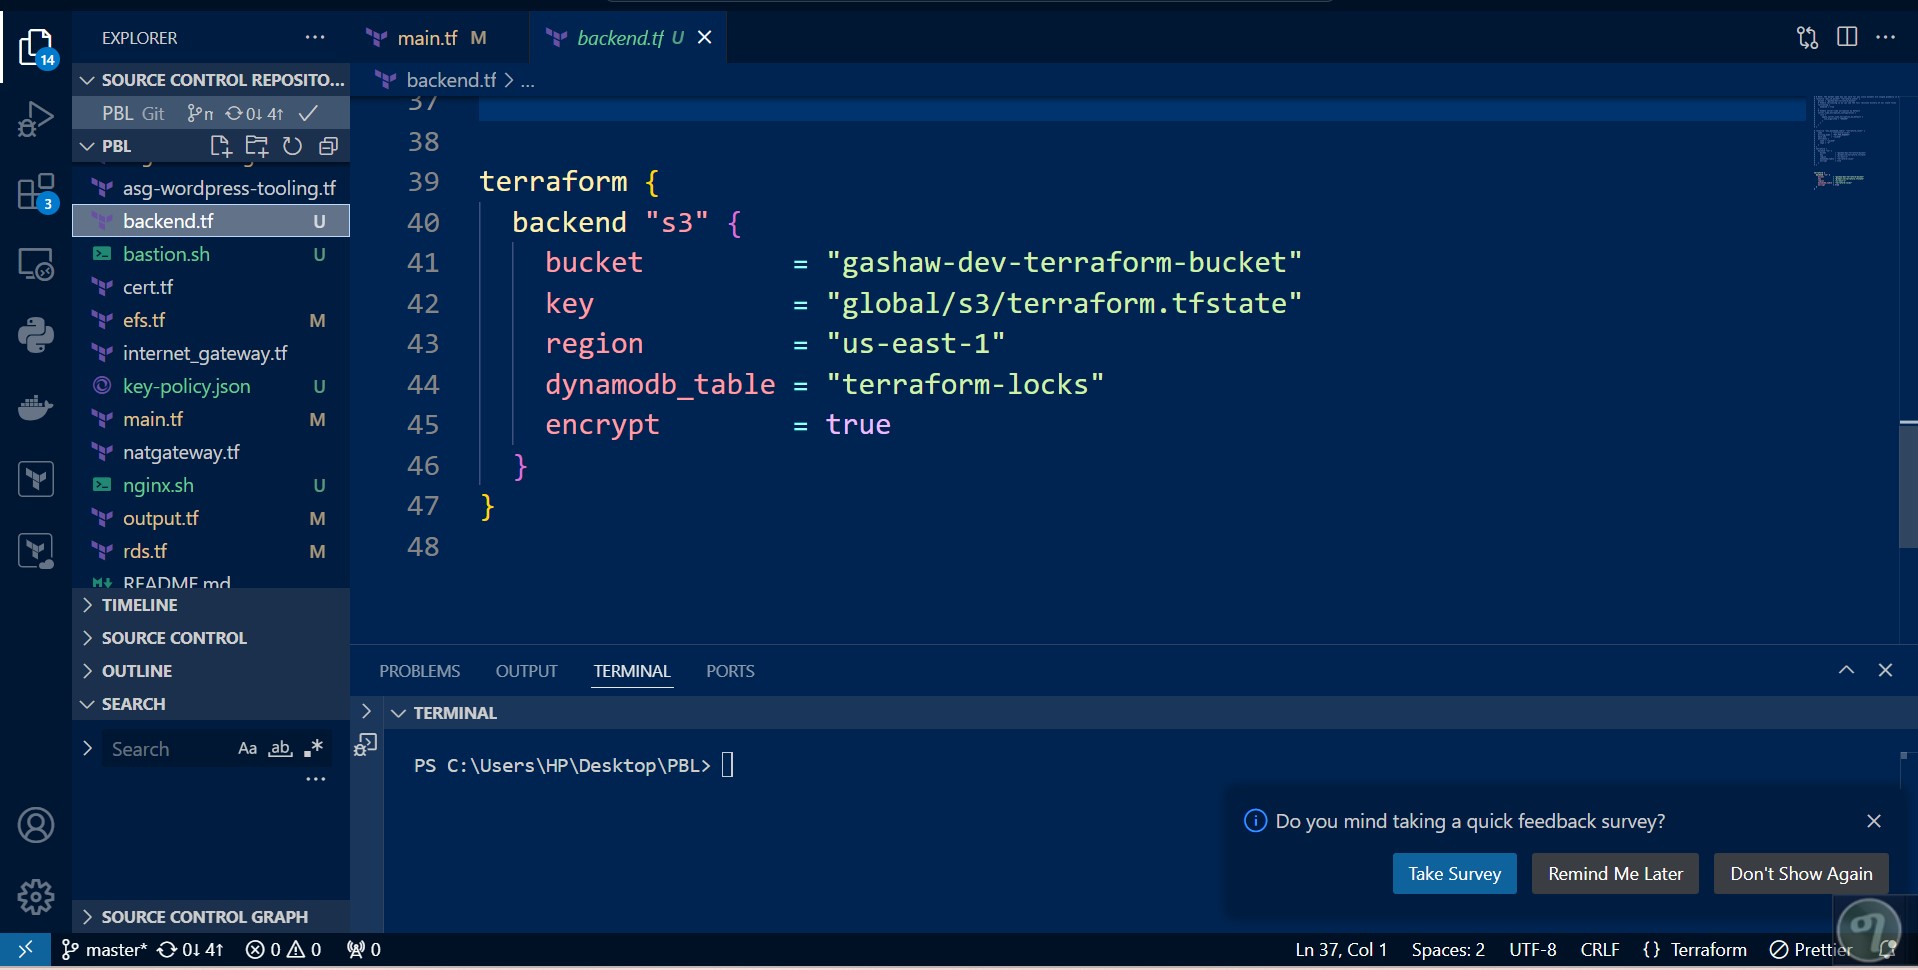 EXPLORER
main.tf M
backend.tf U
14
SOURCE CONTROL REPOSITO...
backend.tf > ...
PBL Git
0↓ 4↑
PBL
asg-wordpress-tooling.tf
backend.tf U
bastion.sh U
cert.tf
efs.tf M
internet_gateway.tf
key-policy.json U
main.tf M
natgateway.tf
nginx.sh U
output.tf M
rds.tf M
README.md
3
37
38
39 terraform {
40 backend "s3" {
41 bucket = "gashaw-dev-terraform-bucket"
42 key = "global/s3/terraform.tfstate"
43 region = "us-east-1"
44 dynamodb_table = "terraform-locks"
45 encrypt = true
46 }
47 }
48
TIMELINE
SOURCE CONTROL
OUTLINE
SEARCH
Search Aa ab
SOURCE CONTROL GRAPH
PROBLEMS OUTPUT TERMINAL PORTS
TERMINAL
PS C:\Users\HP\Desktop\PBL>
Do you mind taking a quick feedback survey?
Take Survey Remind Me Later Don't Show Again
master* 0↓ 4↑ 0 0 0
Ln 37, Col 1 Spaces: 2 UTF-8 CRLF {} Terraform Prettier